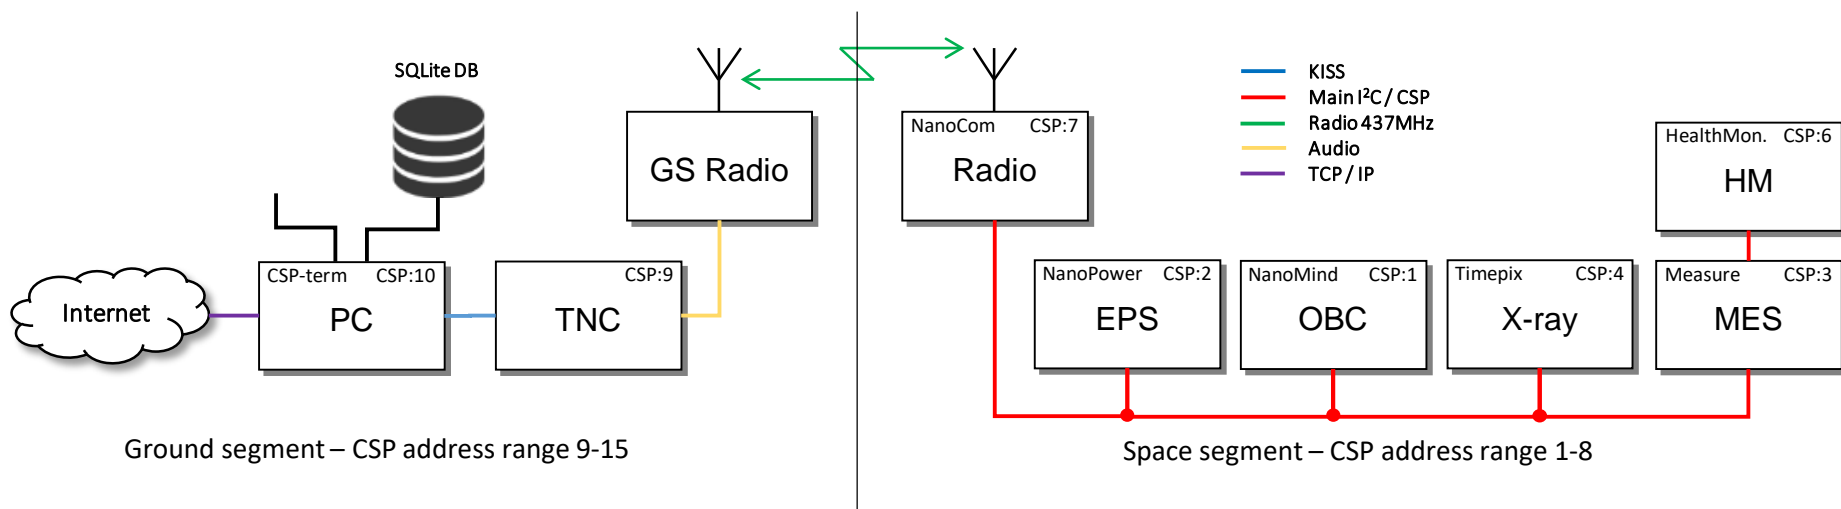 SQLite DB
KISS
Main I²C / CSP
Radio 437MHz
Audio
TCP / IP
GS Radio
NanoCom CSP:7
Radio
HealthMon. CSP:6
HM
Internet
CSP-term CSP:10
PC
CSP:9
TNC
NanoPower CSP:2
EPS
NanoMind CSP:1
OBC
Timepix CSP:4
X-ray
Measure CSP:3
MES
Ground segment – CSP address range 9-15
Space segment – CSP address range 1-8